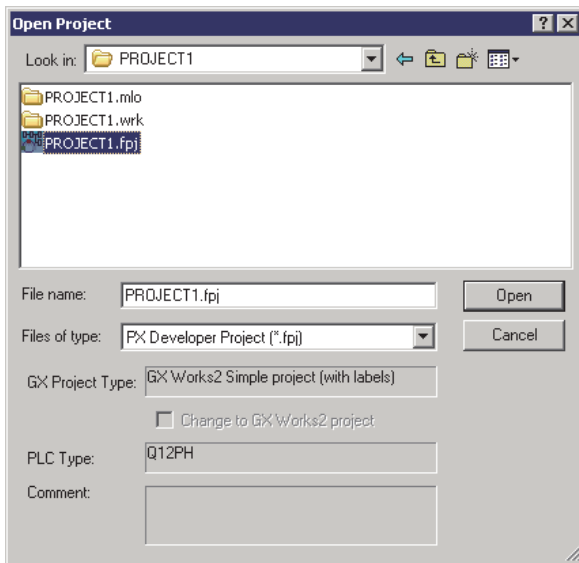 Open Project
Look in: PROJECT1
PROJECT1.mlo
PROJECT1.wrk
PROJECT1.fpj
File name: PROJECT1.fpj Open
Files of type: PX Developer Project (*.fpj) Cancel
GX Project Type: GX Works2 Simple project (with labels)
Change to GX Works2 project
PLC Type: Q12PH
Comment: